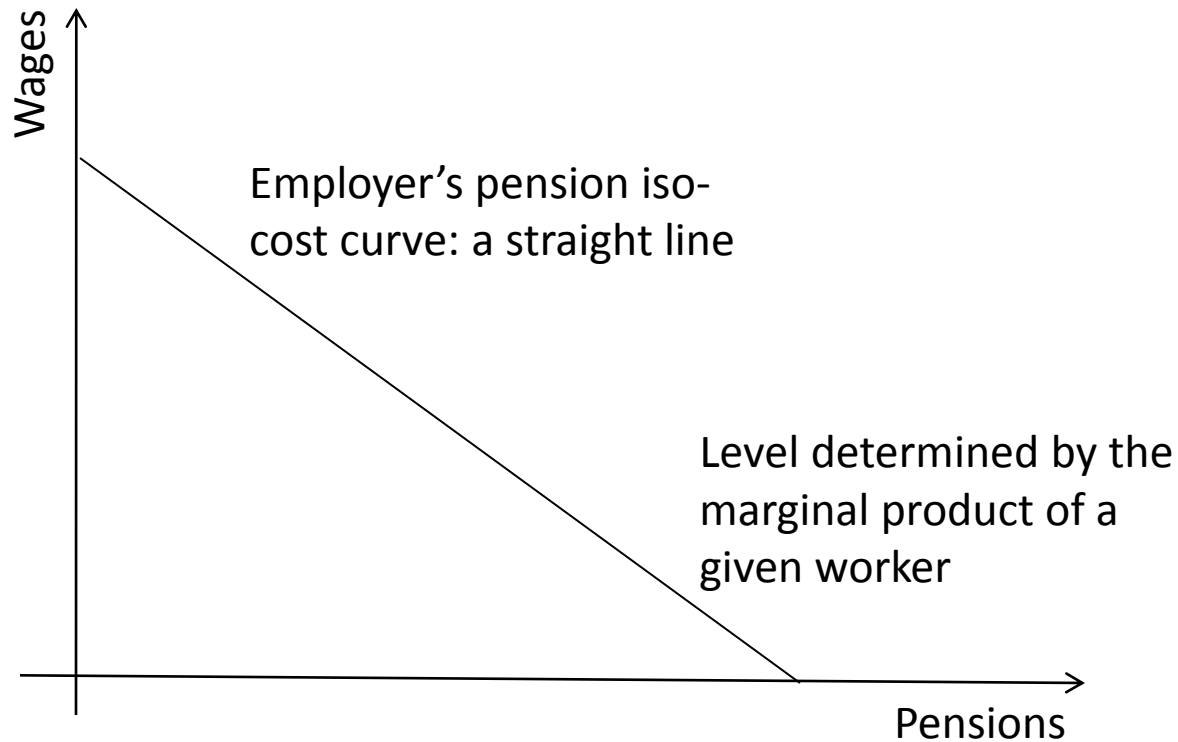 Wages
Employer’s pension iso-
cost curve: a straight line
Level determined by the
marginal product of a
given worker
Pensions